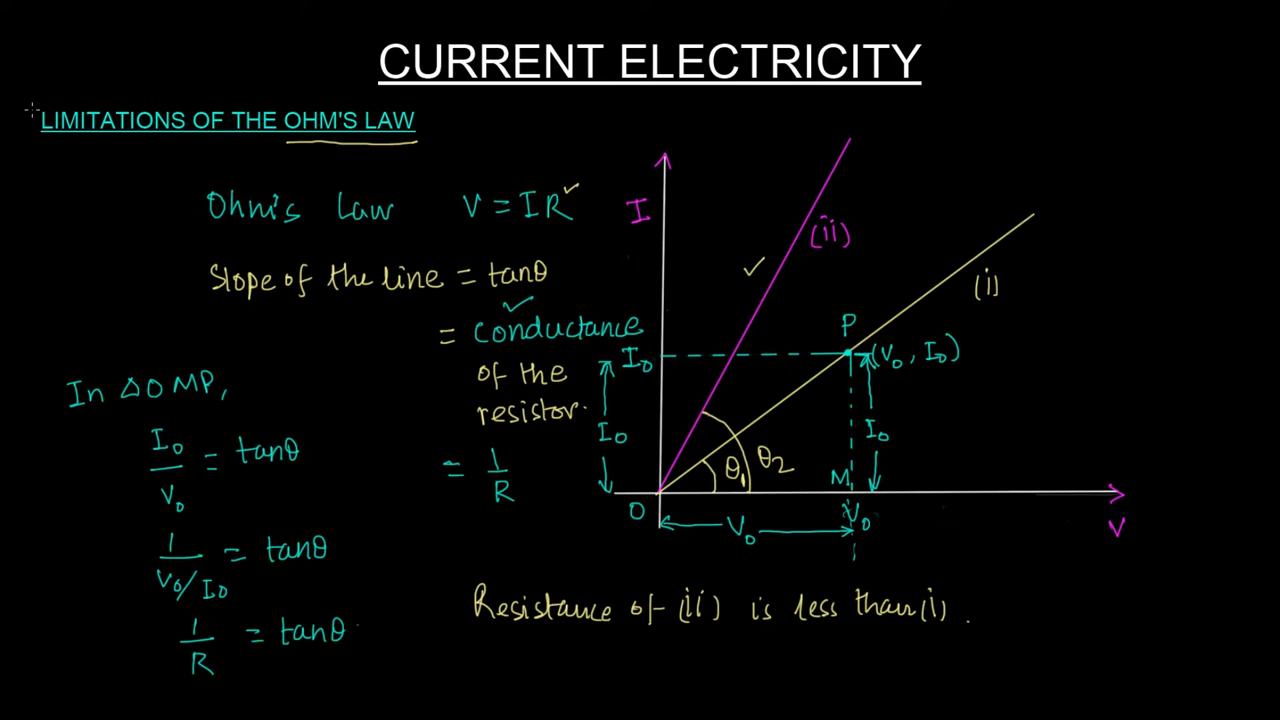 CURRENT ELECTRICITY
LIMITATIONS OF THE OHM'S LAW
Ohm's Law V = IR
Slope of the line = tanθ
= conductance
of the
resistor.
= 1/R
In ΔOMP,
I₀/V₀ = tanθ
1/(V₀/I₀) = tanθ
1/R = tanθ
I
(ii)
(i)
P
(V₀, I₀)
I₀
I₀
I₀
θ₁
θ₂
M
O
V₀
V₀
V
Resistance of (ii) is less than (i).